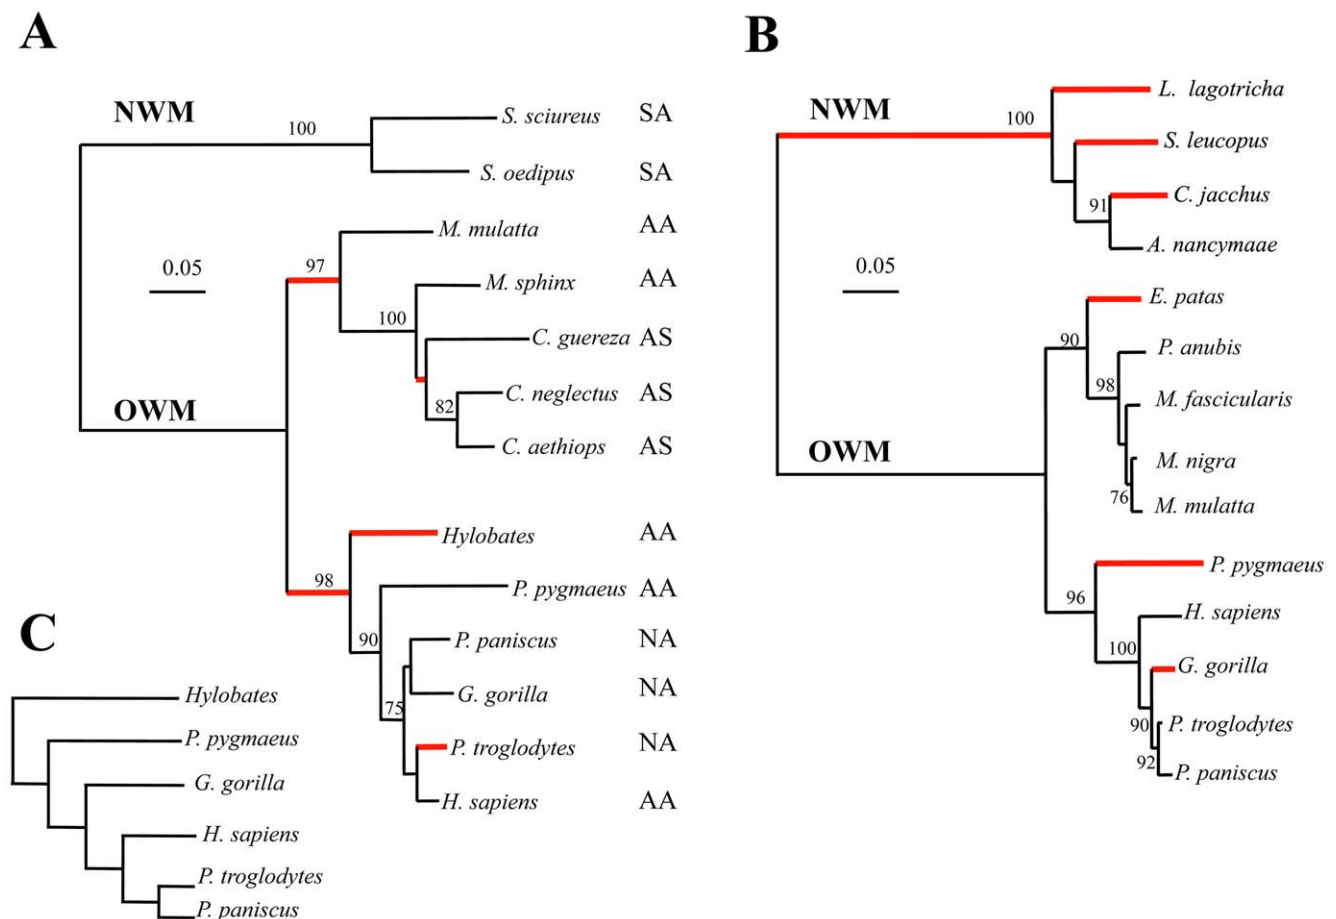 A
NWM
100
S. sciureus SA
S. oedipus SA
M. mulatta AA
0.05
97
M. sphinx AA
100
C. guereza AS
C. neglectus AS
82
OWM
C. aethiops AS
Hylobates AA
98
P. pygmaeus AA
90
P. paniscus NA
G. gorilla NA
75
P. troglodytes NA
H. sapiens AA
B
L. lagotricha
NWM
100
S. leucopus
C. jacchus
91
A. nancymaae
0.05
E. patas
90
P. anubis
98
M. fascicularis
OWM
M. nigra
76
M. mulatta
P. pygmaeus
96
H. sapiens
100
G. gorilla
90
P. troglodytes
92
P. paniscus
C
Hylobates
P. pygmaeus
G. gorilla
H. sapiens
P. troglodytes
P. paniscus